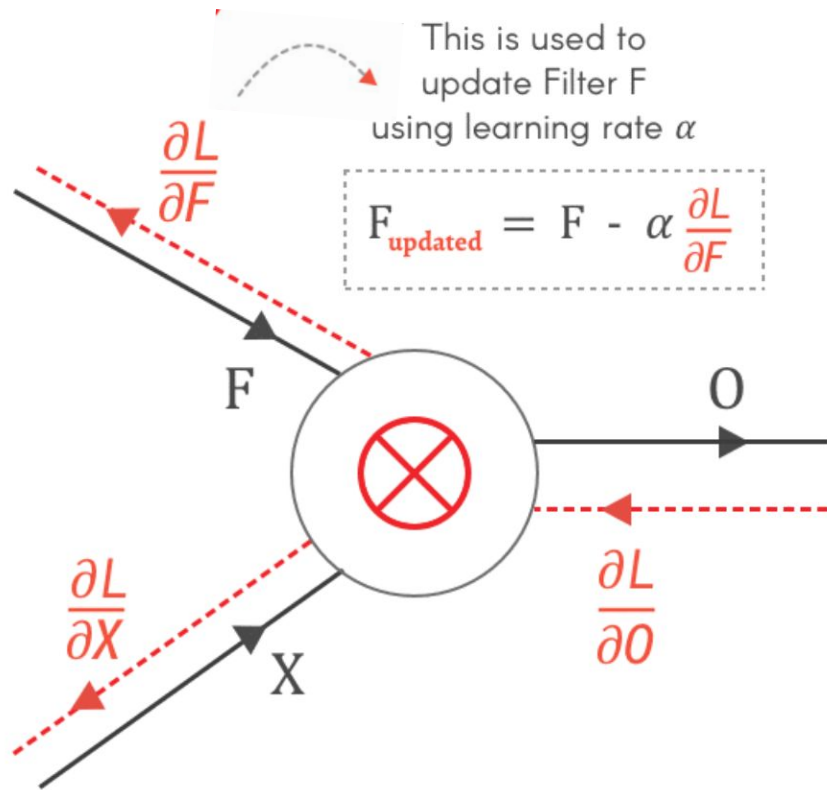 This is used to
update Filter F
using learning rate α
∂L/∂F
F_updated = F - α ∂L/∂F
F
O
∂L/∂X
X
∂L/∂O